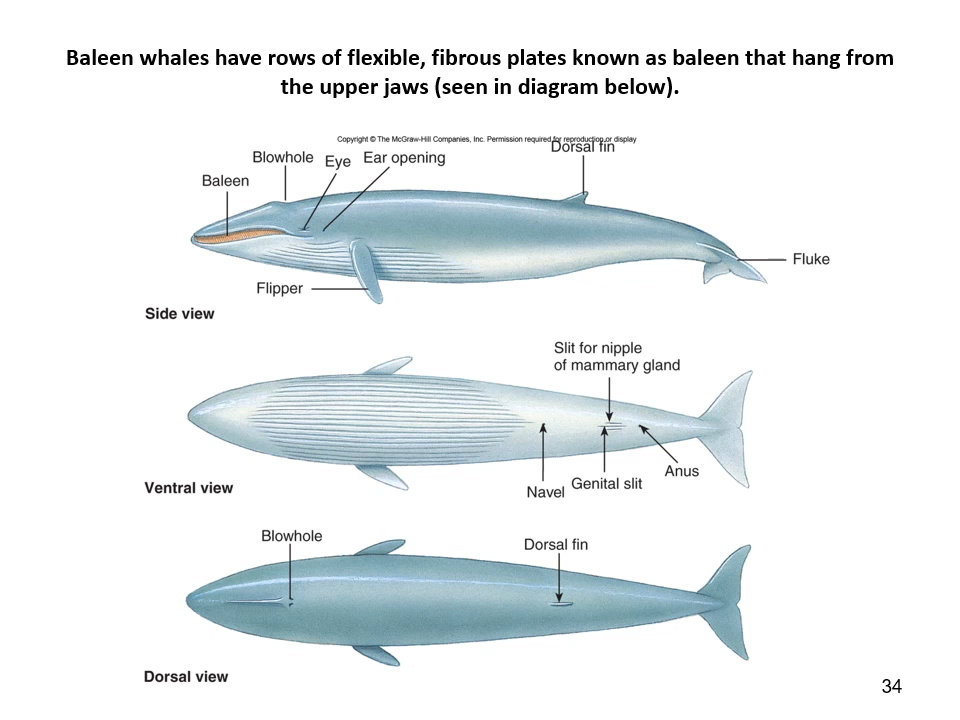 Baleen whales have rows of flexible, fibrous plates known as baleen that hang from
the upper jaws (seen in diagram below).
Copyright © The McGraw-Hill Companies, Inc. Permission required for reproduction or display
Dorsal fin
Blowhole
Eye
Ear opening
Baleen
Fluke
Flipper
Side view
Slit for nipple
of mammary gland
Anus
Genital slit
Navel
Ventral view
Blowhole
Dorsal fin
Dorsal view
34